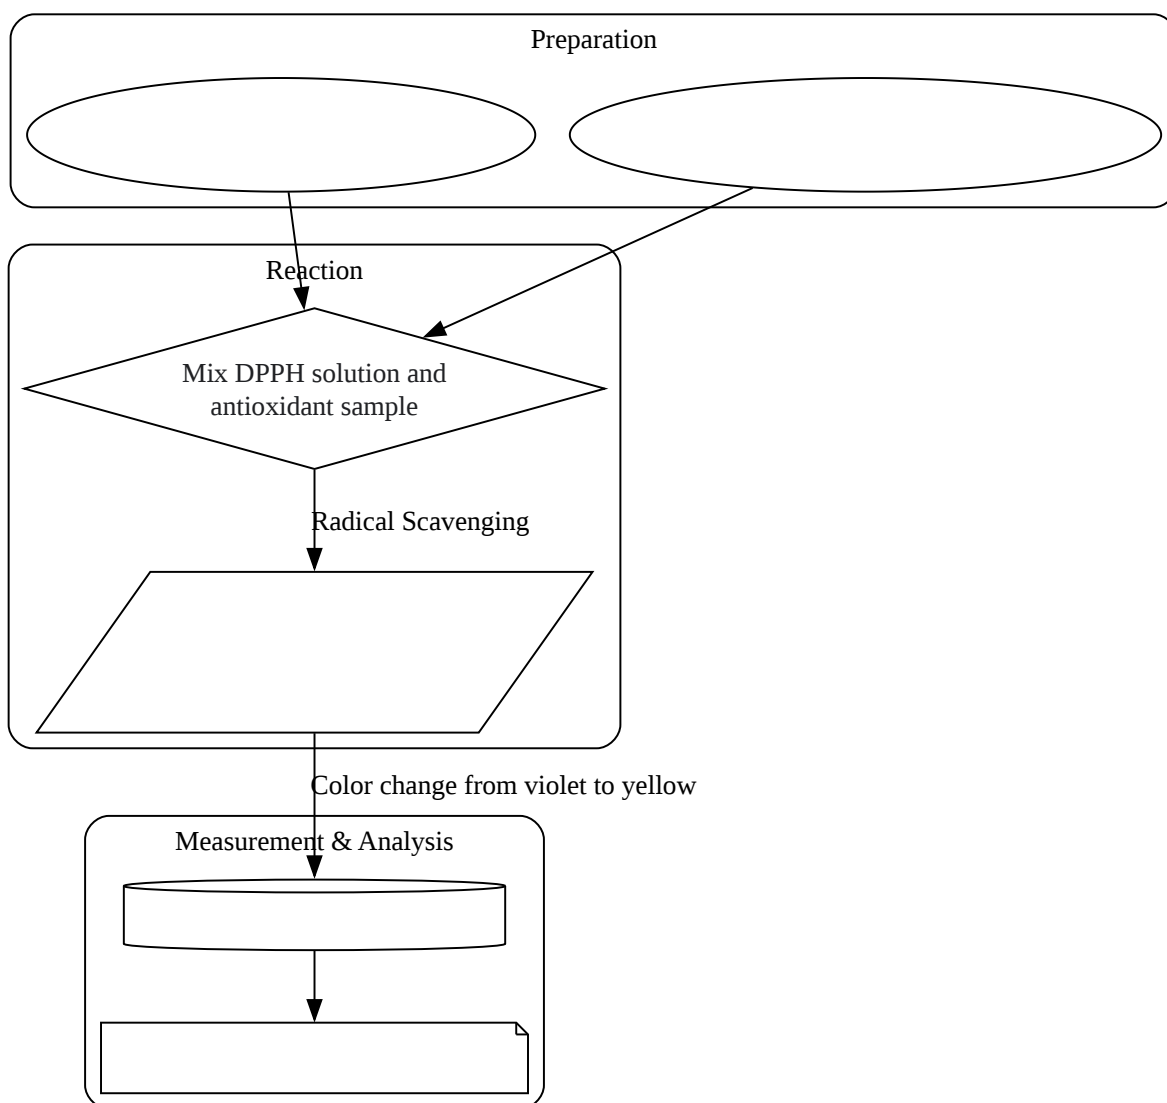 Preparation
Reaction
Mix DPPH solution and
antioxidant sample
Radical Scavenging
Color change from violet to yellow
Measurement & Analysis